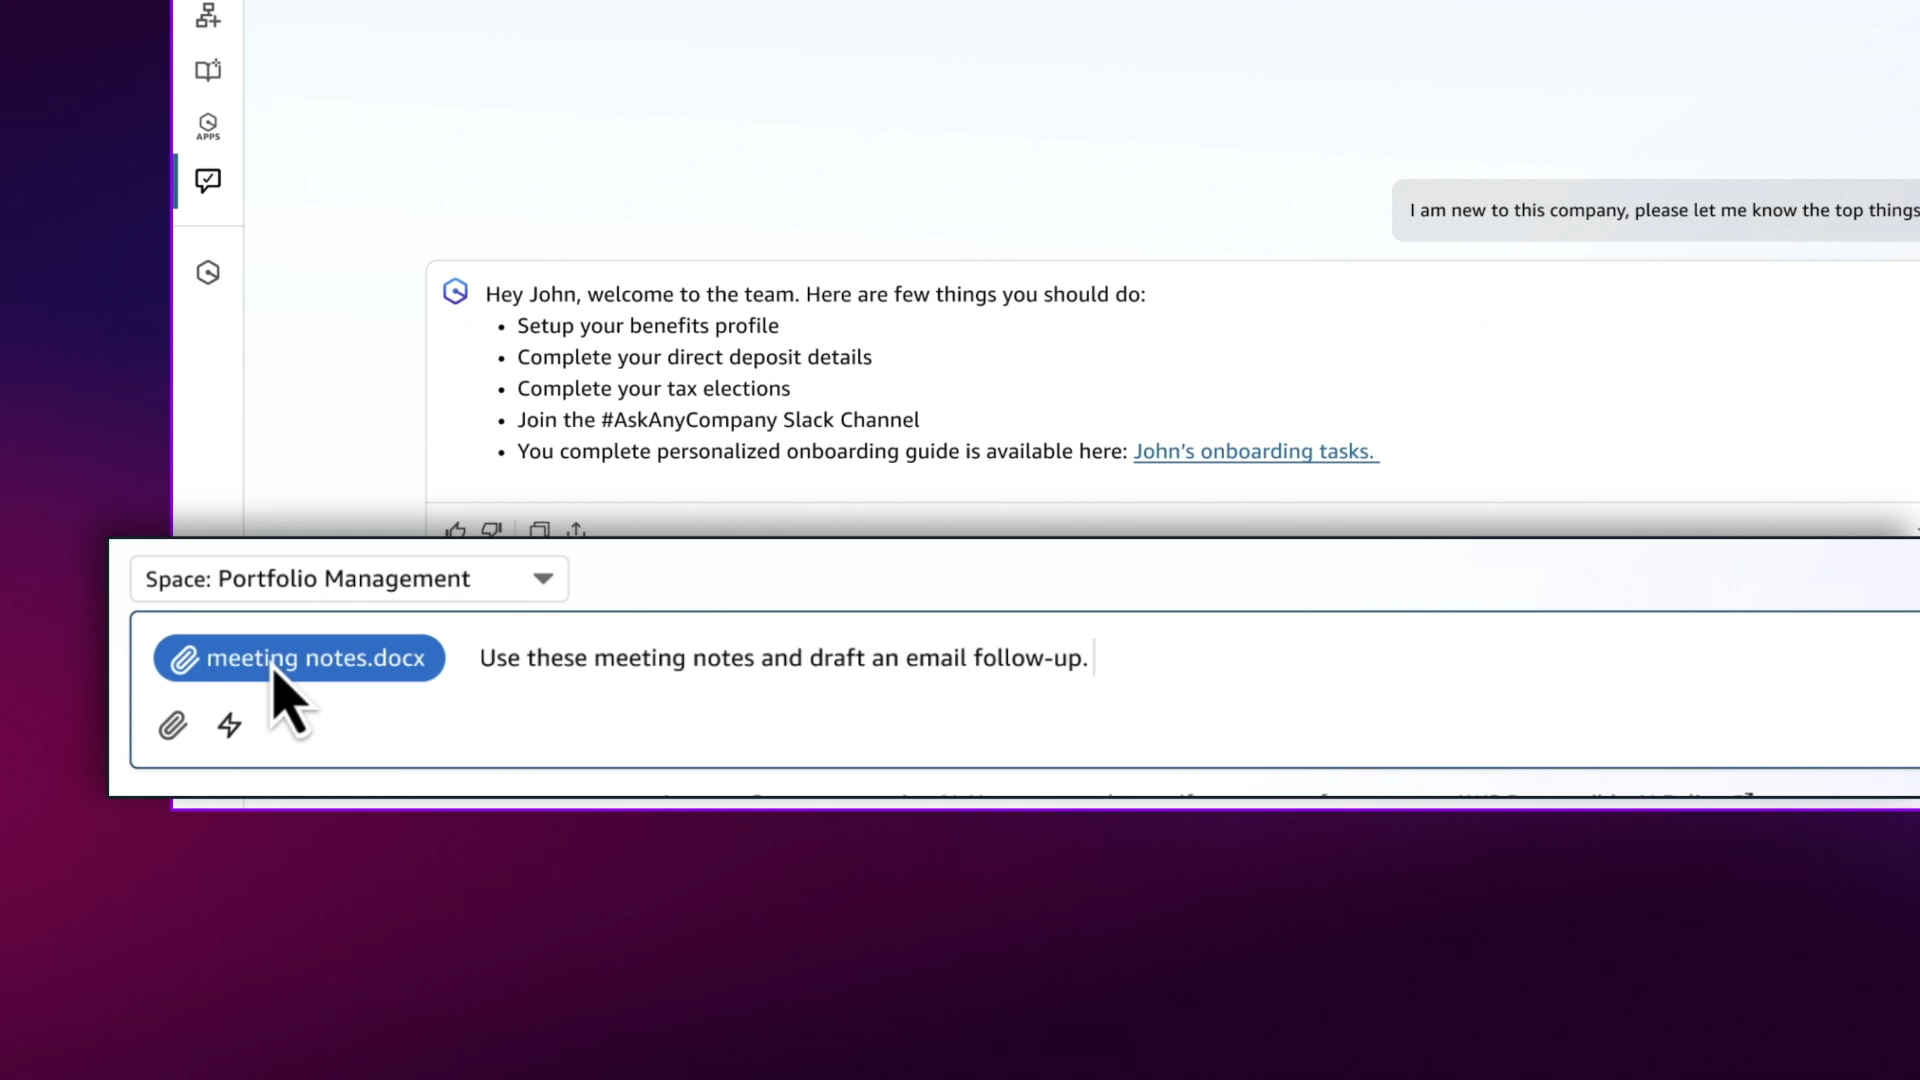 APPS
I am new to this company, please let me know the top things
Hey John, welcome to the team. Here are few things you should do:
• Setup your benefits profile
• Complete your direct deposit details
• Complete your tax elections
• Join the #AskAnyCompany Slack Channel
• You complete personalized onboarding guide is available here: John’s onboarding tasks.
Space: Portfolio Management
meeting notes.docx Use these meeting notes and draft an email follow-up.